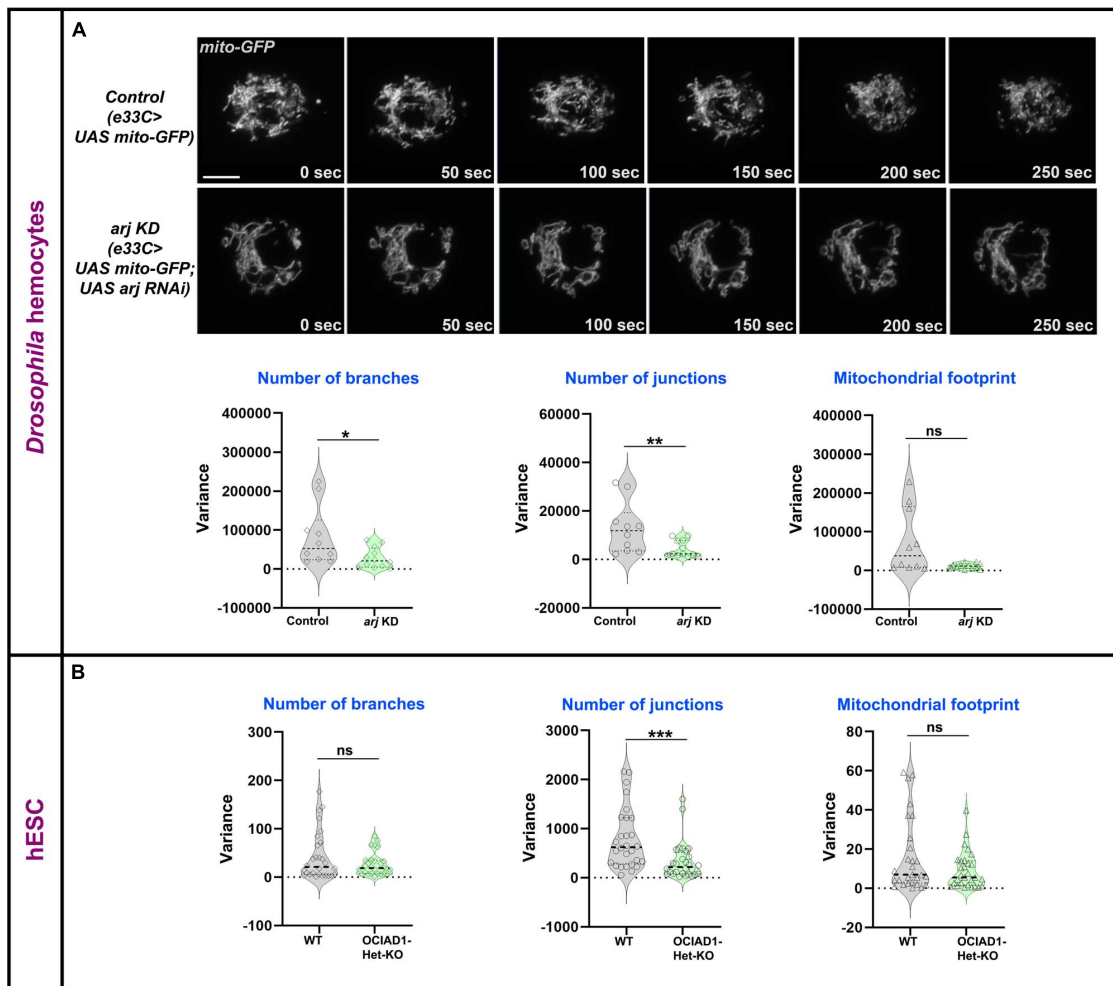 A
Drosophila hemocytes
Control
(e33C>
UAS mito-GFP)
mito-GFP
0 sec
50 sec
100 sec
150 sec
200 sec
250 sec
arj KD
(e33C>
UAS mito-GFP;
UAS arj RNAi)
0 sec
50 sec
100 sec
150 sec
200 sec
250 sec
Number of branches
Variance
400000
300000
200000
100000
0
-100000
*
Control
arj KD
Number of junctions
Variance
60000
40000
20000
0
-20000
**
Control
arj KD
Mitochondrial footprint
Variance
400000
300000
200000
100000
0
-100000
ns
Control
arj KD
B
hESC
Number of branches
Variance
300
200
100
0
-100
ns
WT
OCIAD1-
Het-KO
Number of junctions
Variance
3000
2000
1000
0
-1000
***
WT
OCIAD1-
Het-KO
Mitochondrial footprint
Variance
80
60
40
20
0
-20
ns
WT
OCIAD1-
Het-KO